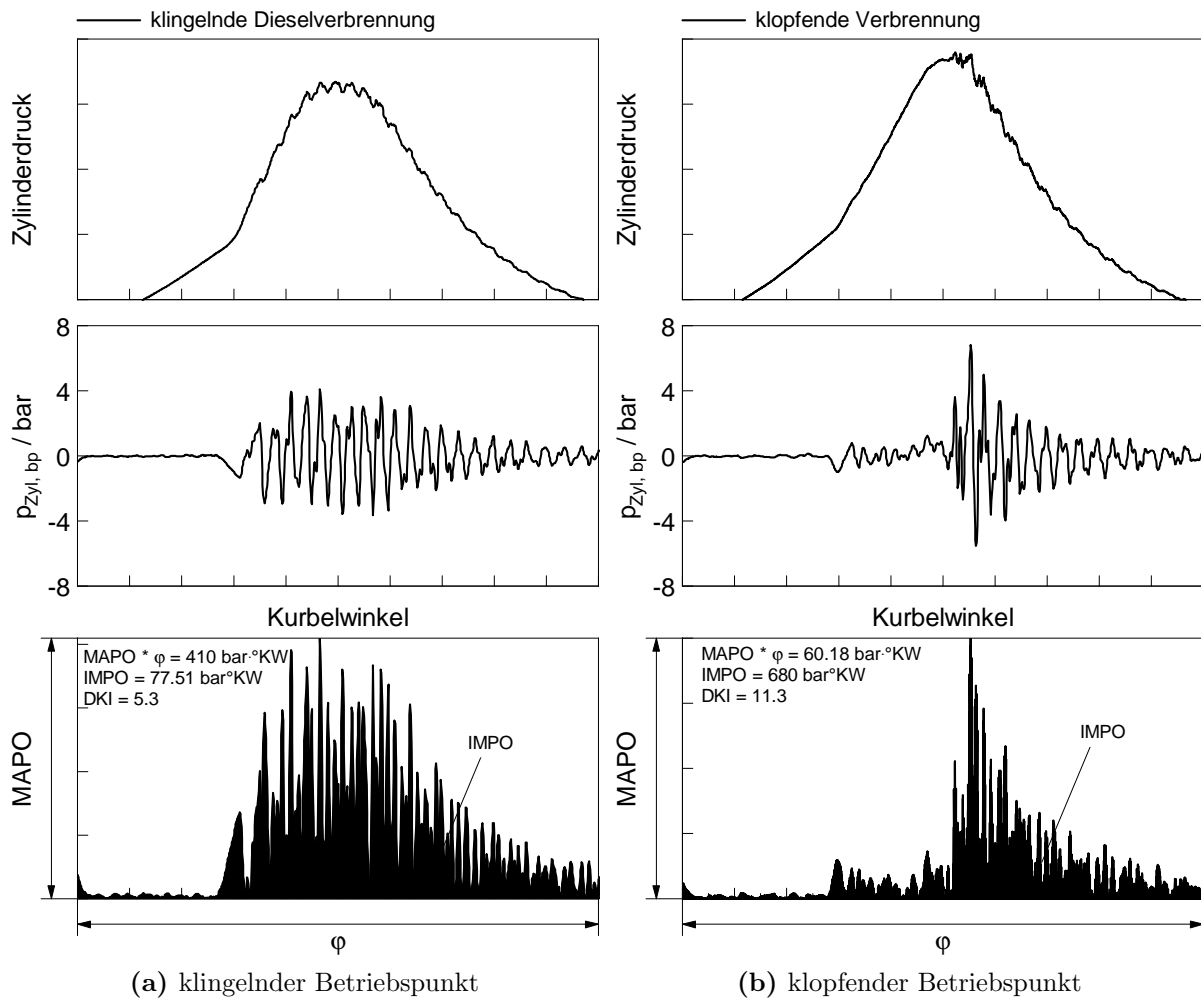 klingelnde Dieselverbrennung
Zylinderdruck
8
4
0
-4
-8
p_Zyl, bp / bar
Kurbelwinkel
MAPO * φ = 410 bar·°KW
IMPO = 77.51 bar°KW
DKI = 5.3
IMPO
MAPO
φ
(a) klingelnder Betriebspunkt
klopfende Verbrennung
Zylinderdruck
8
4
0
-4
-8
p_Zyl, bp / bar
Kurbelwinkel
MAPO * φ = 60.18 bar·°KW
IMPO = 680 bar°KW
DKI = 11.3
IMPO
MAPO
φ
(b) klopfender Betriebspunkt